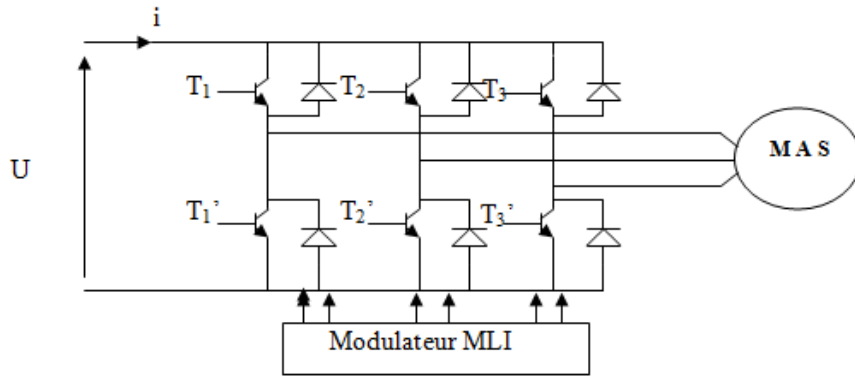 i
T₁
T₂
T₃
M A S
U
T₁'
T₂'
T₃'
Modulateur MLI